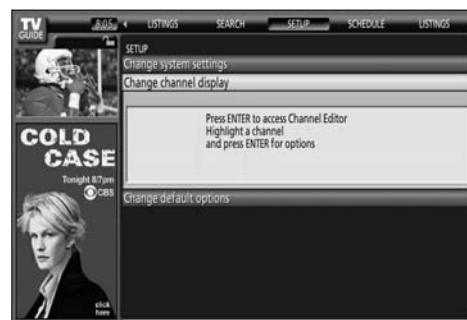 TV
GUIDE
8:05
LISTINGS
SEARCH
SETUP
SCHEDULE
LISTINGS
SETUP
Change system settings
Change channel display
Press ENTER to access Channel Editor
Highlight a channel
and press ENTER for options
Change default options
COLD
CASE
Tonight 8/7pm
CBS
click
here